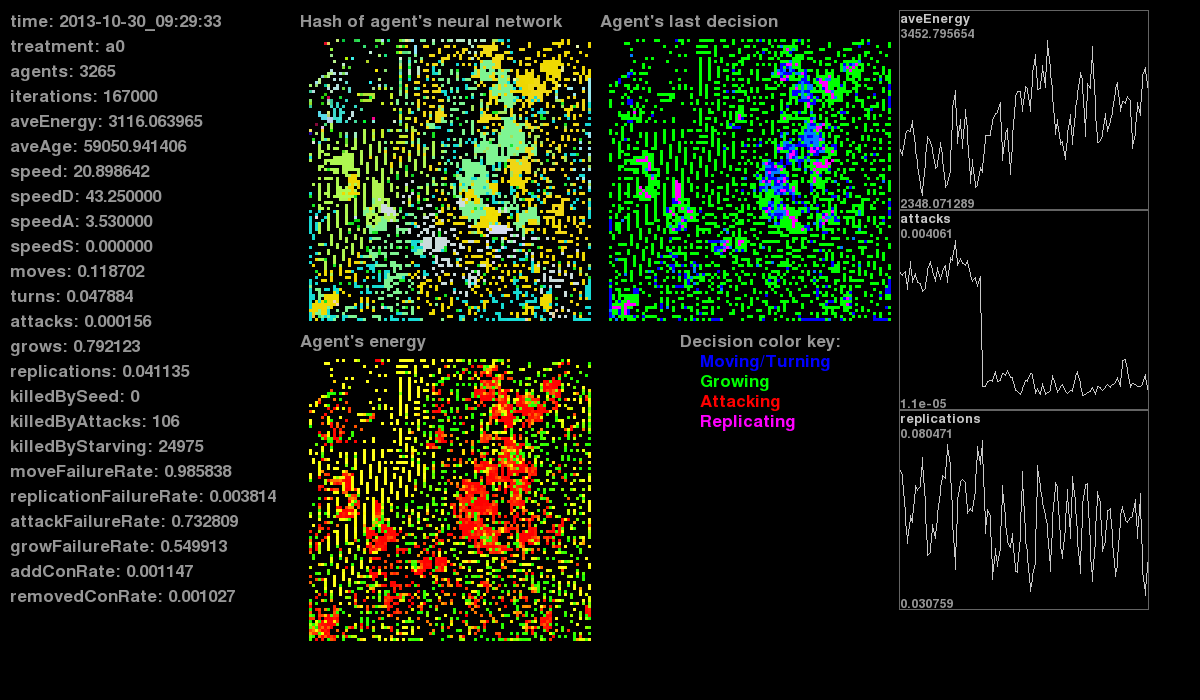 time: 2013-10-30_09:29:33
treatment: a0
agents: 3265
iterations: 167000
aveEnergy: 3116.063965
aveAge: 59050.941406
speed: 20.898642
speedD: 43.250000
speedA: 3.530000
speedS: 0.000000
moves: 0.118702
turns: 0.047884
attacks: 0.000156
grows: 0.792123
replications: 0.041135
killedBySeed: 0
killedByAttacks: 106
killedByStarving: 24975
moveFailureRate: 0.985838
replicationFailureRate: 0.003814
attackFailureRate: 0.732809
growFailureRate: 0.549913
addConRate: 0.001147
removedConRate: 0.001027
Hash of agent's neural network
Agent's last decision
Agent's energy
Decision color key:
Moving/Turning
Growing
Attacking
Replicating
aveEnergy
3452.795654
2348.071289
attacks
0.004061
1.1e-05
replications
0.080471
0.030759